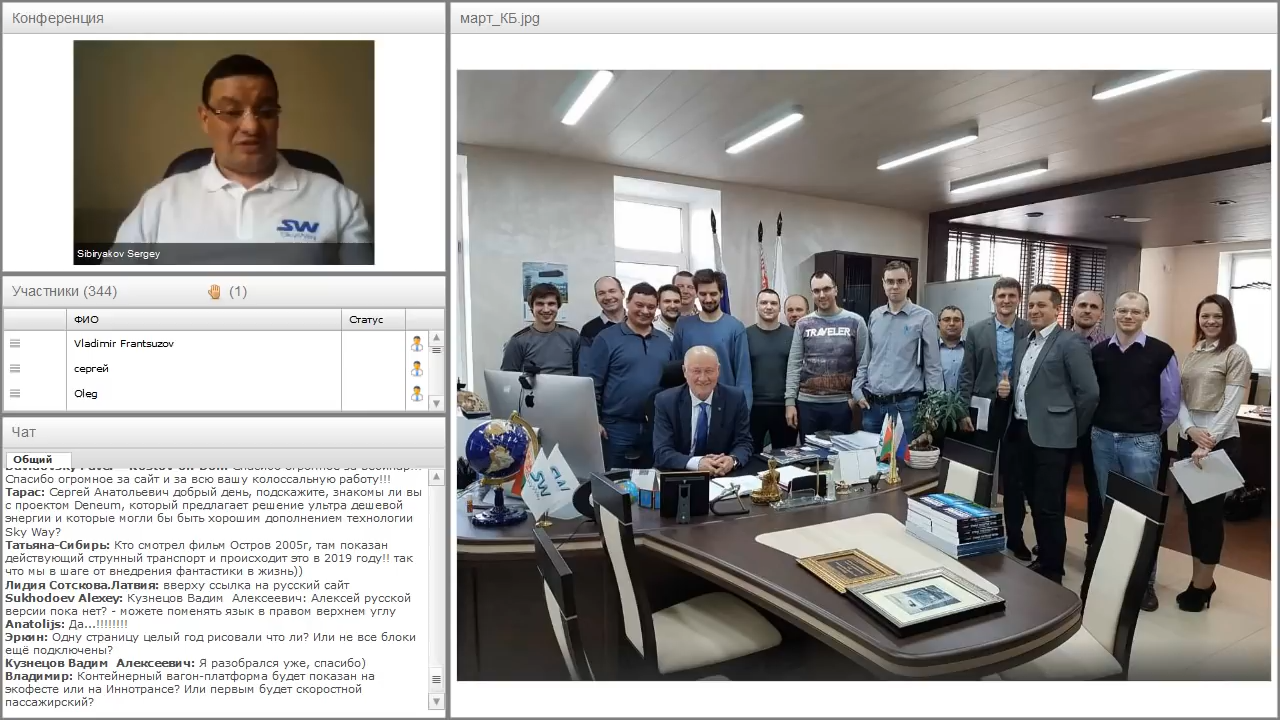 Конференция
март_КБ.jpg
SW
SkyWay
Sibiryakov Sergey
Участники (344)
(1)
ФИО
Статус
Vladimir Fransuzov
сергей
Oleg
Чат
Общий
Спасибо огромное за сайт и за всю вашу колоссальную работу!!!
Тарас: Сергей Анатольевич добрый день, подскажите, знакомы ли вы
с проектом Deneum, который предлагает решение ультра дешевой
энергии и которые могли бы быть хорошим дополнением технологии
Sky Way?
Татьяна-Сибирь: Кто смотрел фильм Остров 2005г, там показан
действующий струнный транспорт и происходит это в 2019 году!! так
что мы в шаге от внедрения фантастики в жизнь))
Лидия Сотскова.Латвия: вверху ссылка на русский сайт
Sukhodoev Alexey: Кузнецов Вадим Алексеевич: Алексей русской
версии пока нет? - можете поменять язык в правом верхнем углу
Anatolijs: Да...!!!!!!!!
Эркин: Одну страницу целый год рисовали что ли? Или не все блоки
ещё подключены?
Кузнецов Вадим Алексеевич: Я разобрался уже, спасибо)
Владимир: Контейнерный вагон-платформа будет показан на
экофесте или на Иннотрансе? Или первым будет скоростной
пассажирский?
TRAVELER
SW